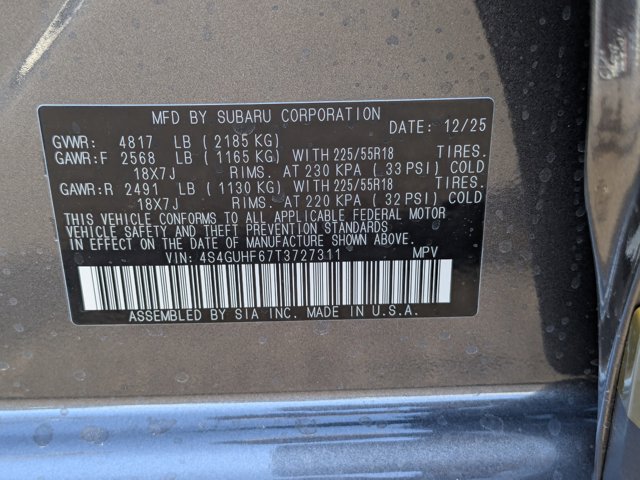 MFD BY SUBARU CORPORATION
DATE: 12/25
GVWR: 4817 LB ( 2185 KG)
GAWR:F 2568 LB ( 1165 KG) WITH 225/55R18 TIRES.
18X7J RIMS. AT 230 KPA ( 33 PSI) COLD
GAWR:R 2491 LB ( 1130 KG) WITH 225/55R18 TIRES.
18X7J RIMS. AT 220 KPA ( 32 PSI) COLD
THIS VEHICLE CONFORMS TO ALL APPLICABLE FEDERAL MOTOR
VEHICLE SAFETY AND THEFT PREVENTION STANDARDS
IN EFFECT ON THE DATE OF MANUFACTURE SHOWN ABOVE.
VIN: 4S4GUHF67T3727311 MPV
ASSEMBLED BY SIA INC. MADE IN U.S.A.